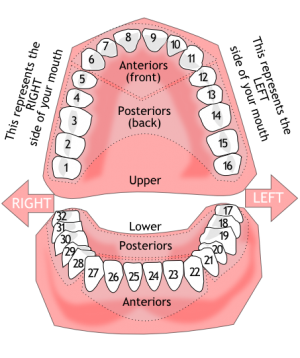 This represents the
RIGHT
side of your mouth
This represents the
LEFT
side of your mouth
8 9
7 10
6 11
Anteriors
(front)
5 12
4 13
Posteriors
(back)
3 14
2 15
1 16
Upper
RIGHT
LEFT
32 17
31 18
Lower
30 19
Posteriors
29 20
28 21
27 26 25 24 23 22
Anteriors